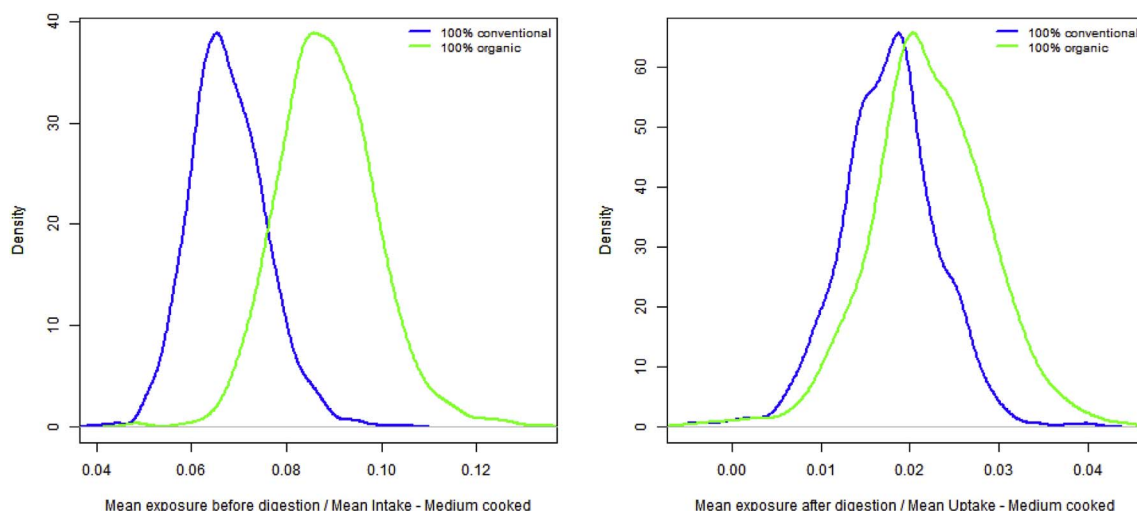 100% conventional
100% organic
Density
40
30
20
10
0
0.04 0.06 0.08 0.10 0.12
Mean exposure before digestion / Mean Intake - Medium cooked
100% conventional
100% organic
Density
60
50
40
30
20
10
0
0.00 0.01 0.02 0.03 0.04
Mean exposure after digestion / Mean Uptake - Medium cooked